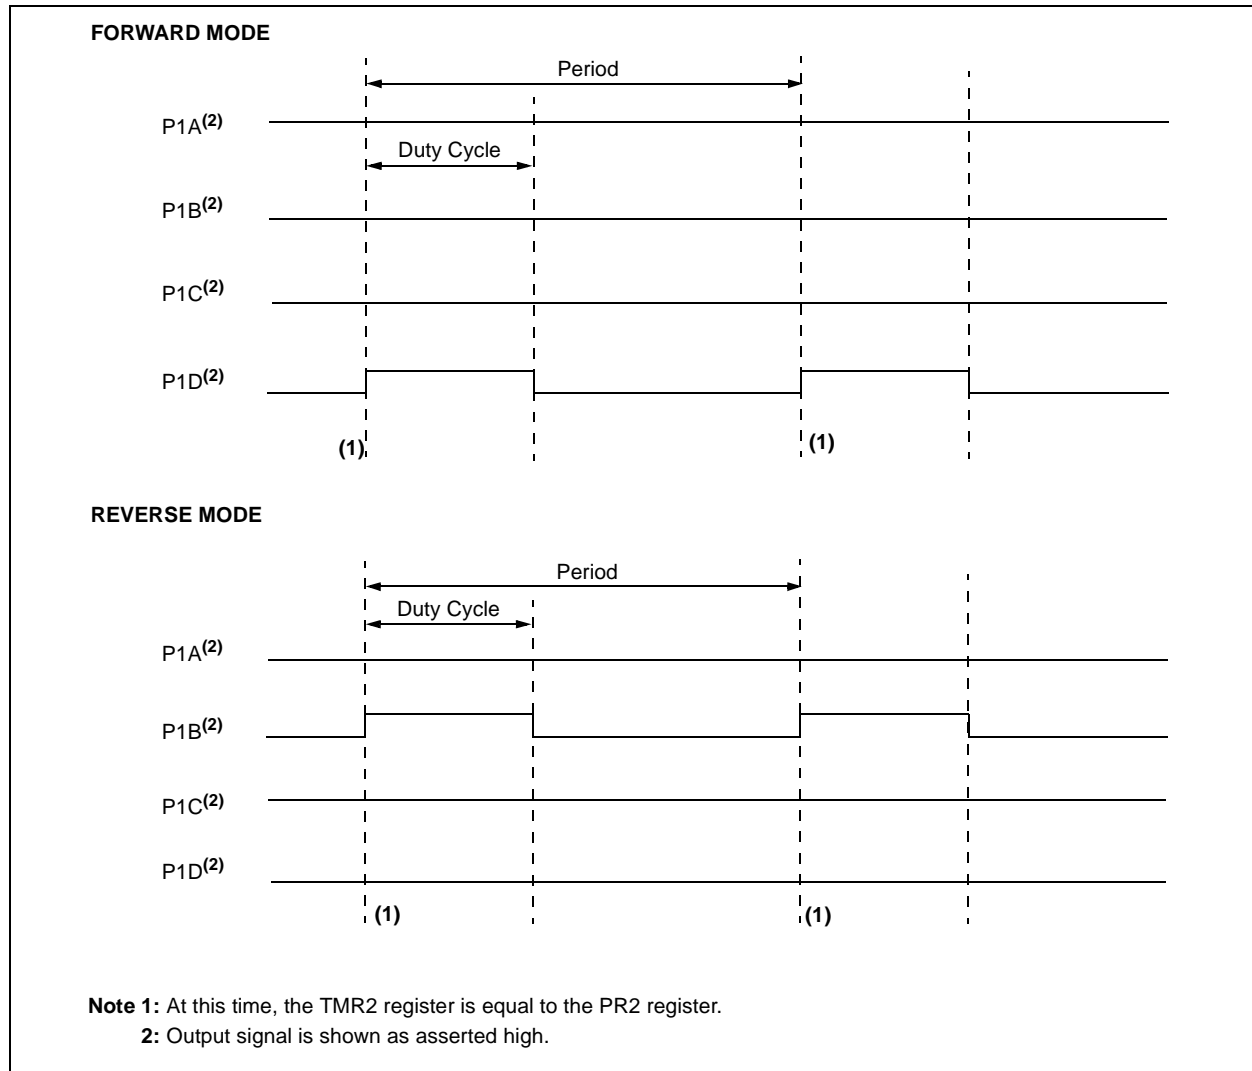 FORWARD MODE
Period
P1A(2)
Duty Cycle
P1B(2)
P1C(2)
P1D(2)
(1)
(1)
REVERSE MODE
Period
Duty Cycle
P1A(2)
P1B(2)
P1C(2)
P1D(2)
(1)
(1)
Note 1: At this time, the TMR2 register is equal to the PR2 register.
2: Output signal is shown as asserted high.